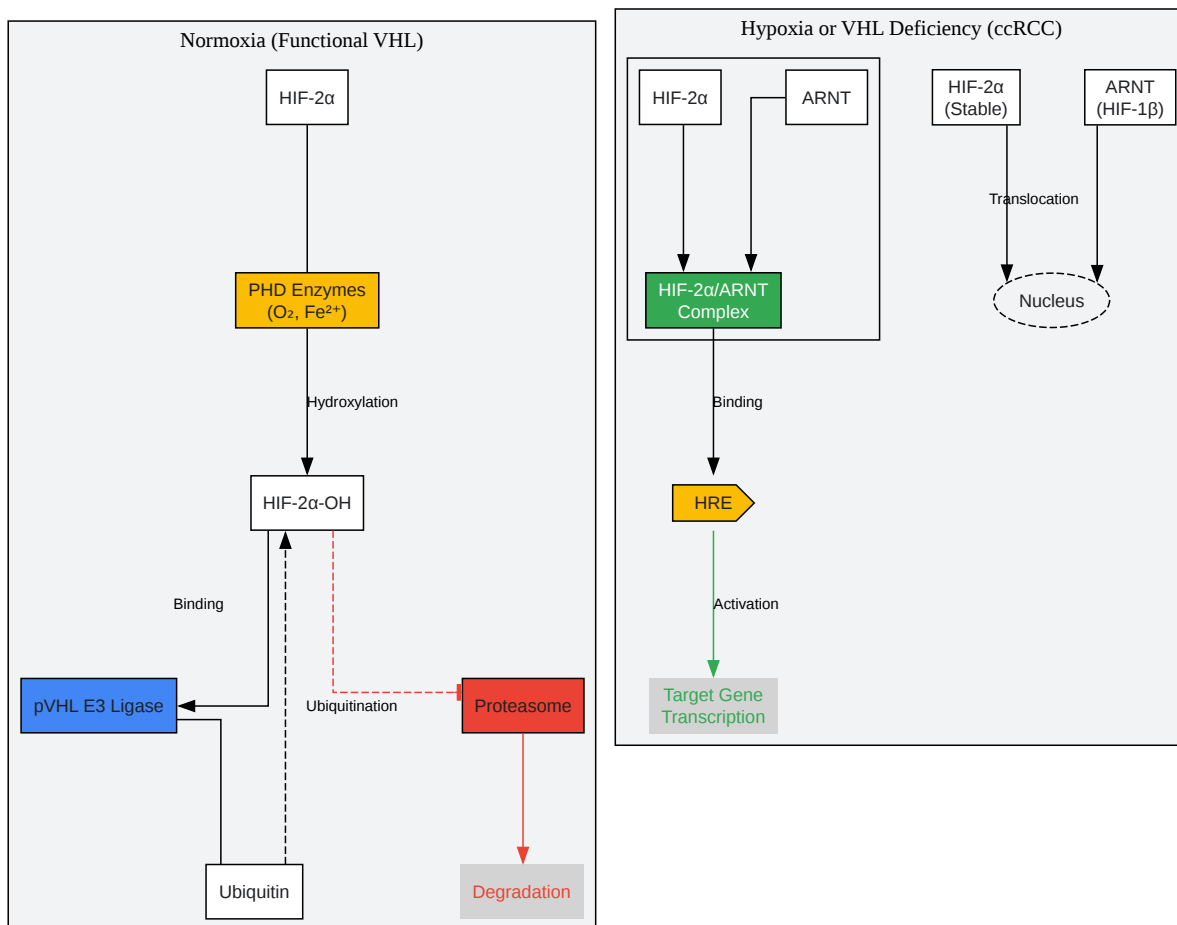 Normoxia (Functional VHL)
HIF-2α
PHD Enzymes
(O₂, Fe²⁺)
Hydroxylation
HIF-2α-OH
Binding
pVHL E3 Ligase
Ubiquitination
Proteasome
Ubiquitin
Degradation
Hypoxia or VHL Deficiency (ccRCC)
HIF-2α
ARNT
HIF-2α
(Stable)
ARNT
(HIF-1β)
Translocation
HIF-2α/ARNT
Complex
Nucleus
Binding
HRE
Activation
Target Gene
Transcription